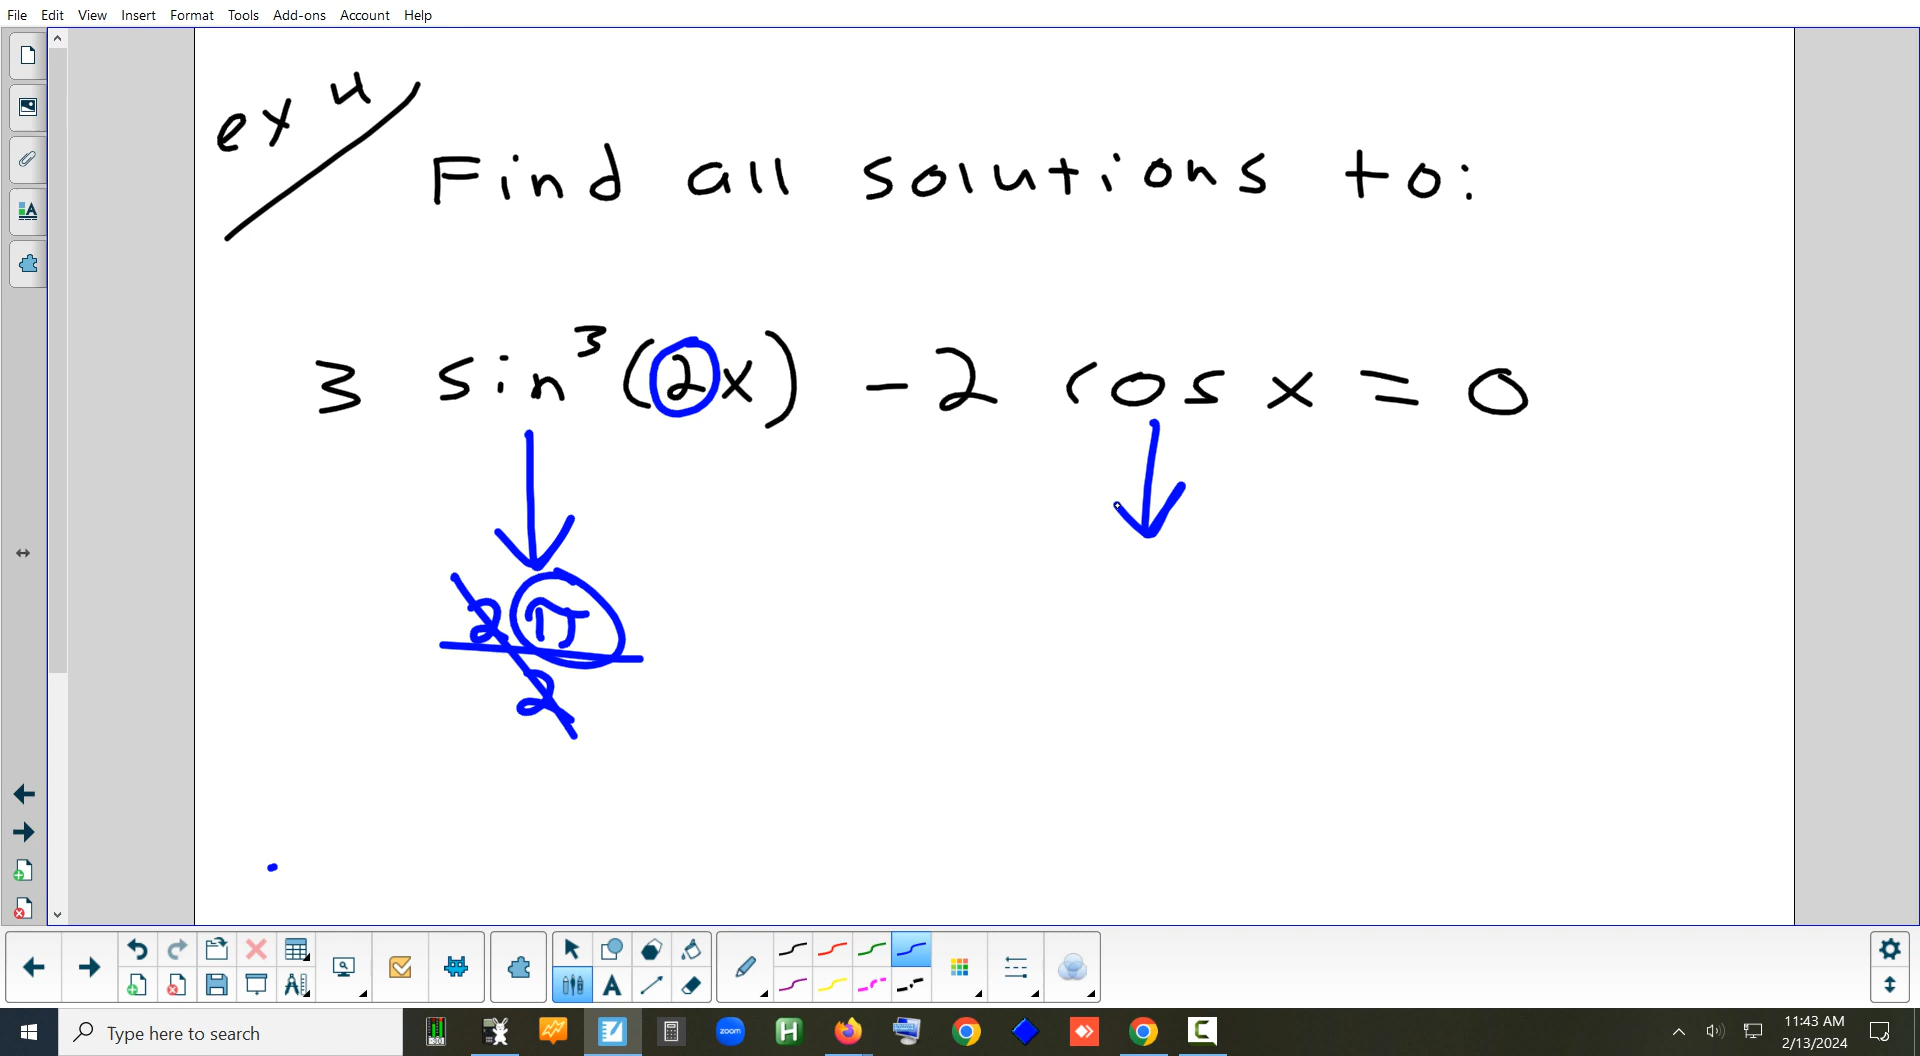 File Edit View Insert Format Tools Add-ons Account Help
ex 4
Find all solutions to:
3 sin³(2x) - 2 cos x = 0
2π
2
Type here to search
zoom
H
C
11:43 AM
2/13/2024